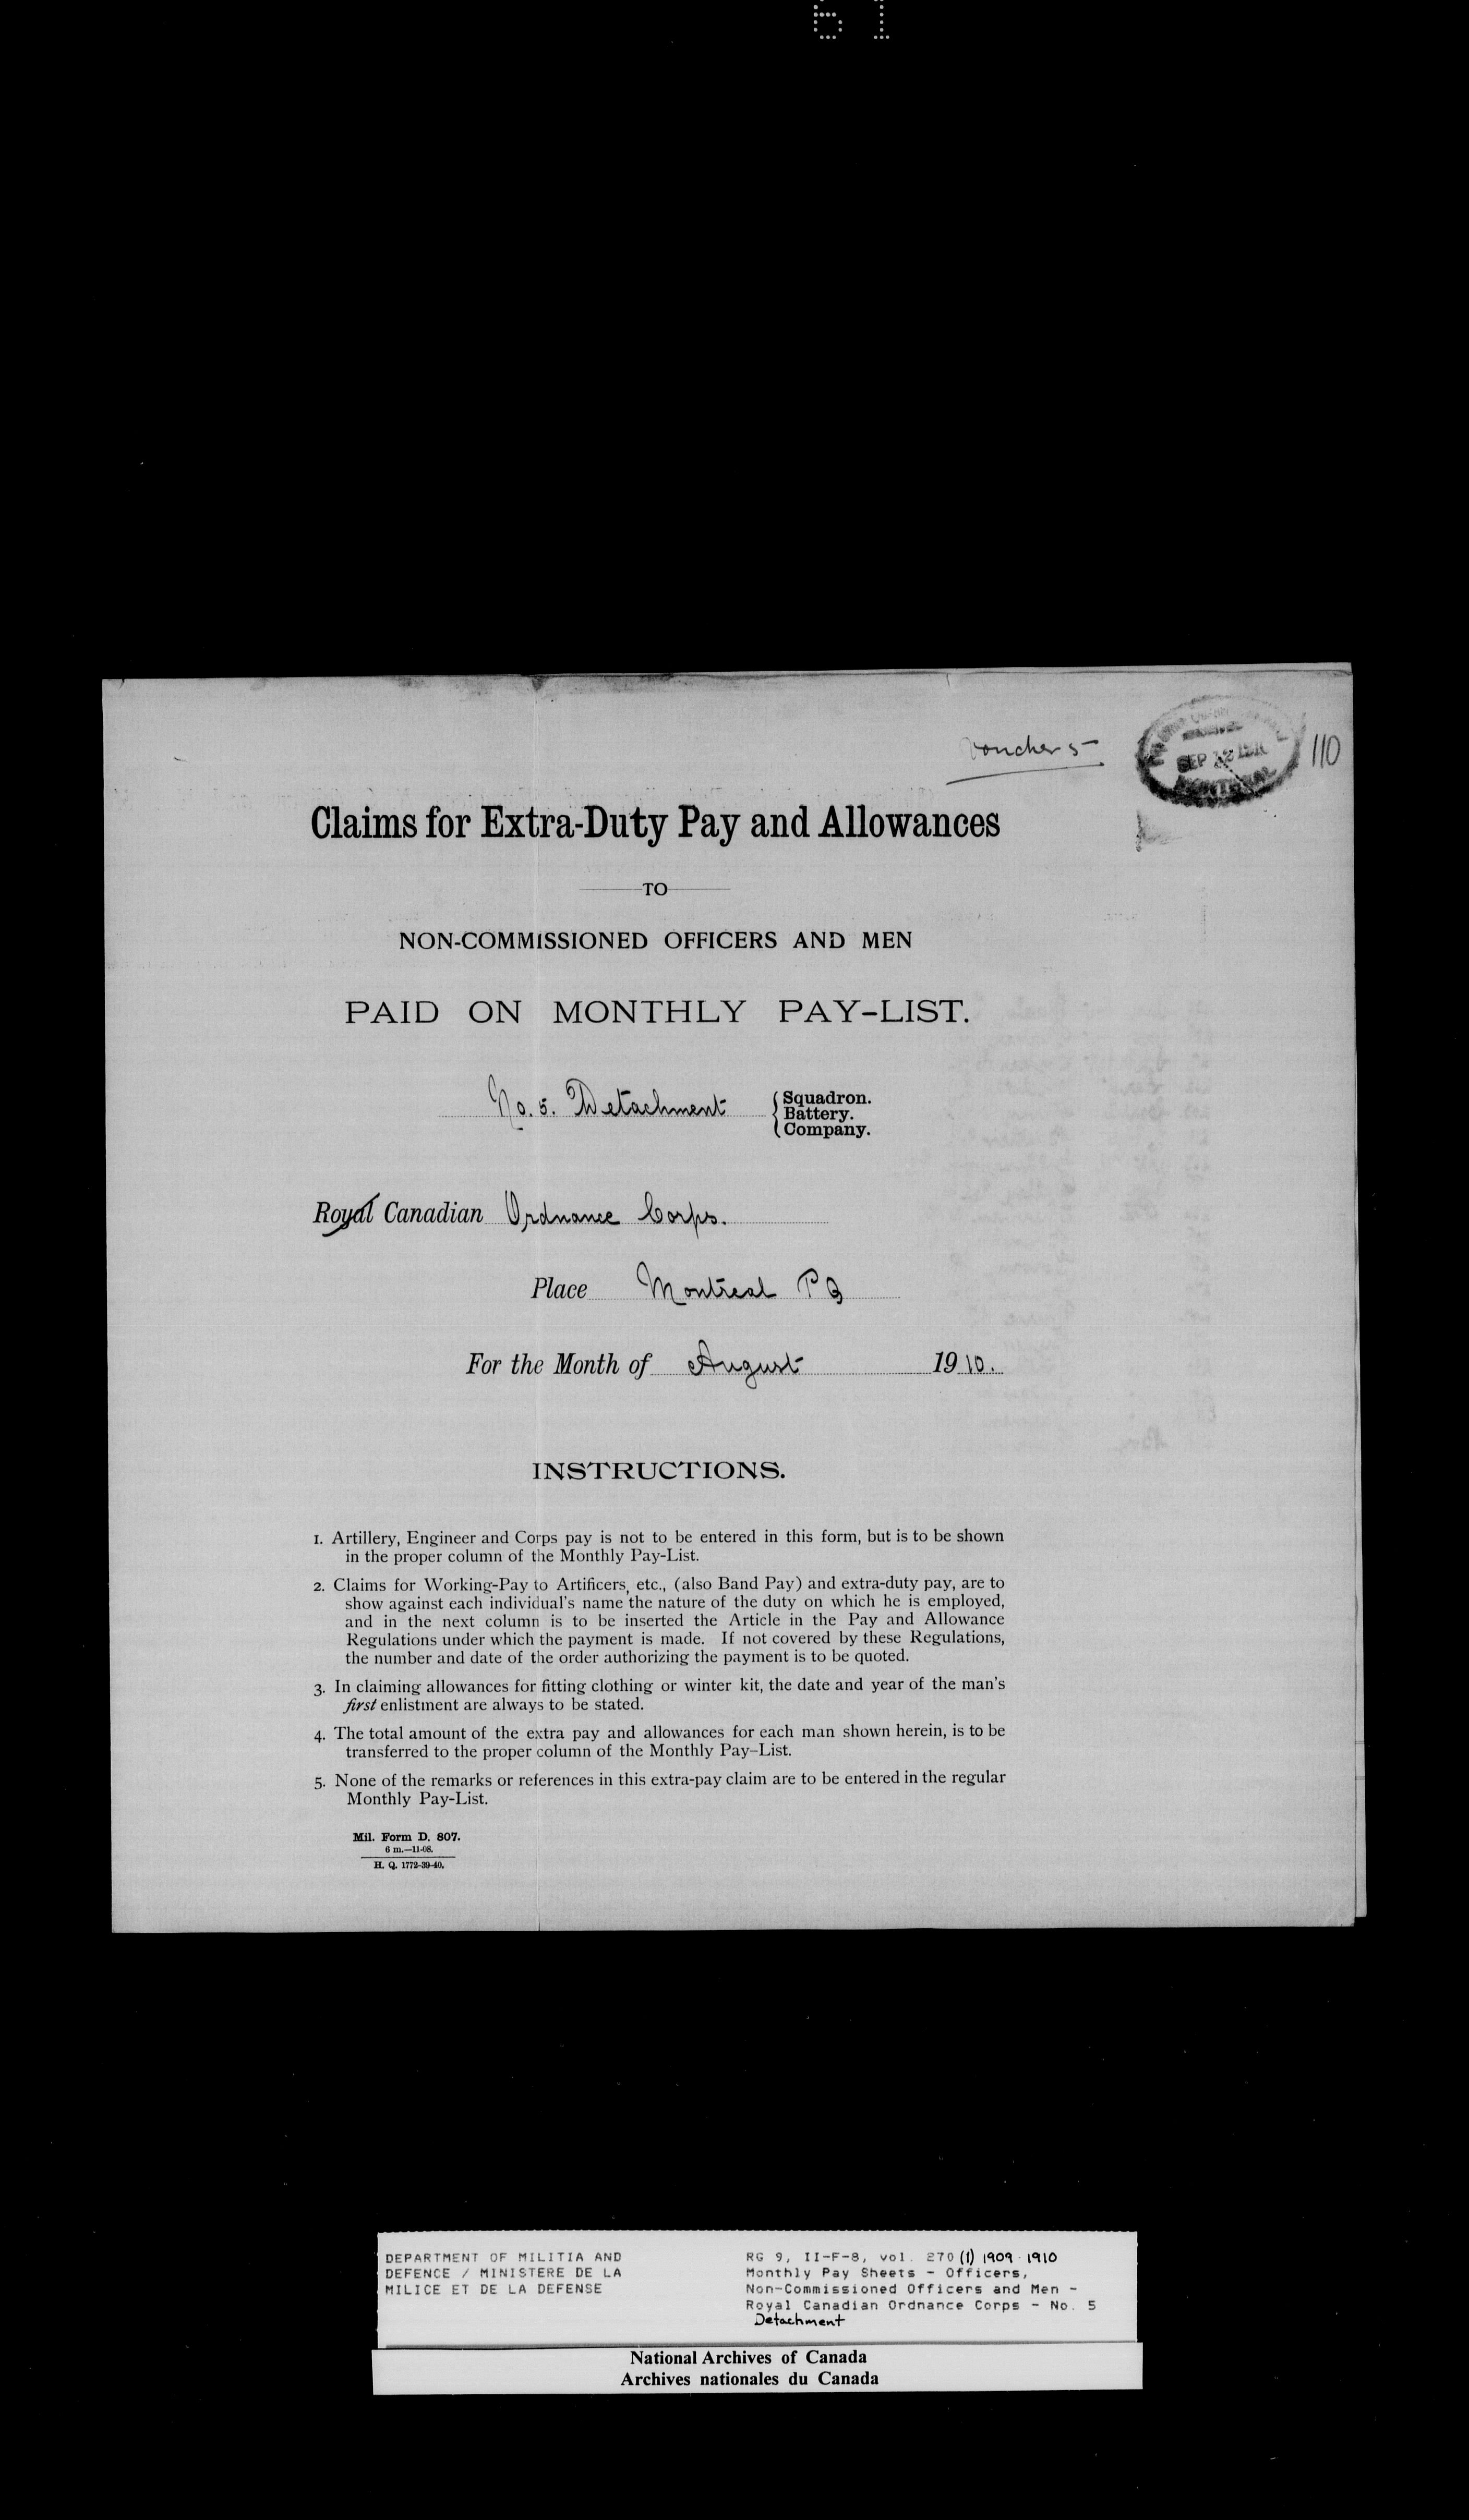 61
Voucher 5
SEP 12 1910
MONTREAL
110
Claims for Extra-Duty Pay and Allowances
TO
NON-COMMISSIONED OFFICERS AND MEN
PAID ON MONTHLY PAY-LIST.
No. 5. Detachment
Squadron.
Battery.
Company.
Royal Canadian Ordnance Corps.
Place Montreal P Q
For the Month of August 1910.
INSTRUCTIONS.
1. Artillery, Engineer and Corps pay is not to be entered in this form, but is to be shown
in the proper column of the Monthly Pay-List.
2. Claims for Working-Pay to Artificers, etc., (also Band Pay) and extra-duty pay, are to
show against each individual's name the nature of the duty on which he is employed,
and in the next column is to be inserted the Article in the Pay and Allowance
Regulations under which the payment is made. If not covered by these Regulations,
the number and date of the order authorizing the payment is to be quoted.
3. In claiming allowances for fitting clothing or winter kit, the date and year of the man's
first enlistment are always to be stated.
4. The total amount of the extra pay and allowances for each man shown herein, is to be
transferred to the proper column of the Monthly Pay-List.
5. None of the remarks or references in this extra-pay claim are to be entered in the regular
Monthly Pay-List.
Mil. Form D. 807.
6 m.—11-08.
H. Q. 1772-39-40.
DEPARTMENT OF MILITIA AND
DEFENCE / MINISTERE DE LA
MILICE ET DE LA DEFENSE
RG 9, II-F-8, vol. 270 (1) 1909-1910
Monthly Pay Sheets - Officers,
Non-Commissioned Officers and Men -
Royal Canadian Ordnance Corps - No. 5
Detachment
National Archives of Canada
Archives nationales du Canada